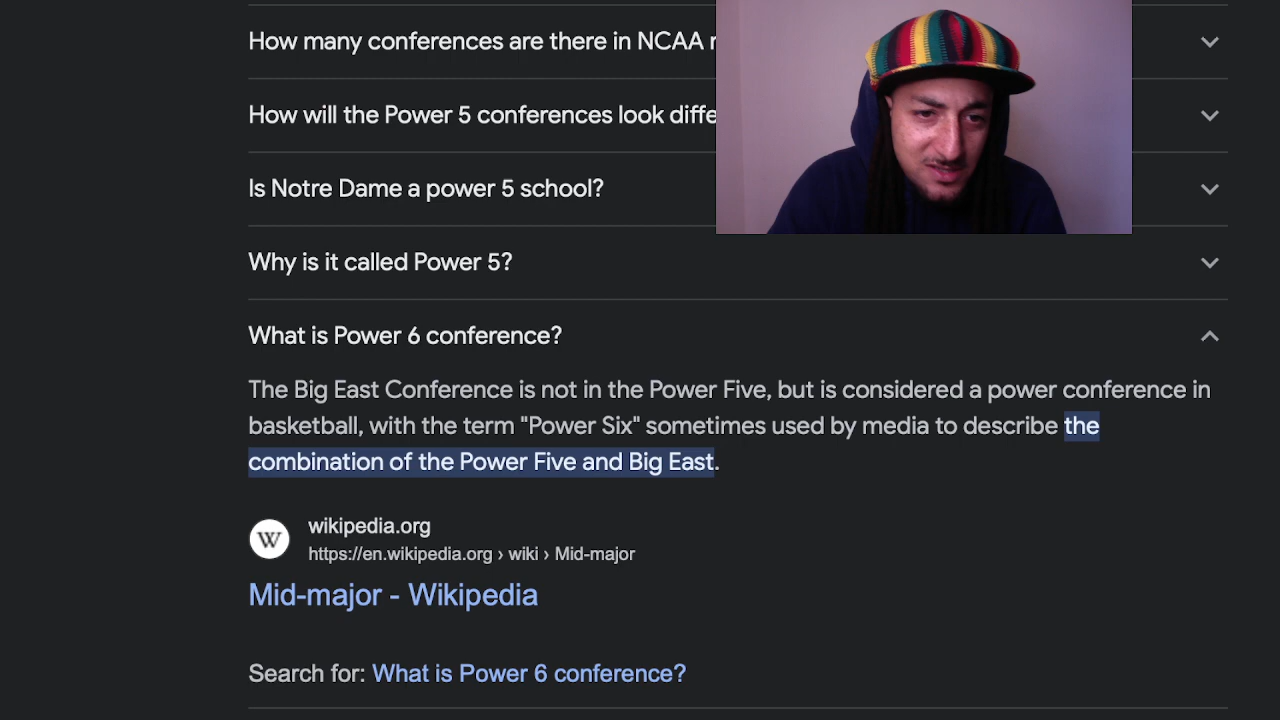 How many conferences are there in NCAA
How will the Power 5 conferences look
Is Notre Dame a power 5 school?
Why is it called Power 5?
What is Power 6 conference?
The Big East Conference is not in the Power Five, but is considered a power conference in
basketball, with the term "Power Six" sometimes used by media to describe the
combination of the Power Five and Big East.
W
wikipedia.org
https://en.wikipedia.org › wiki › Mid-major
Mid-major - Wikipedia
Search for: What is Power 6 conference?